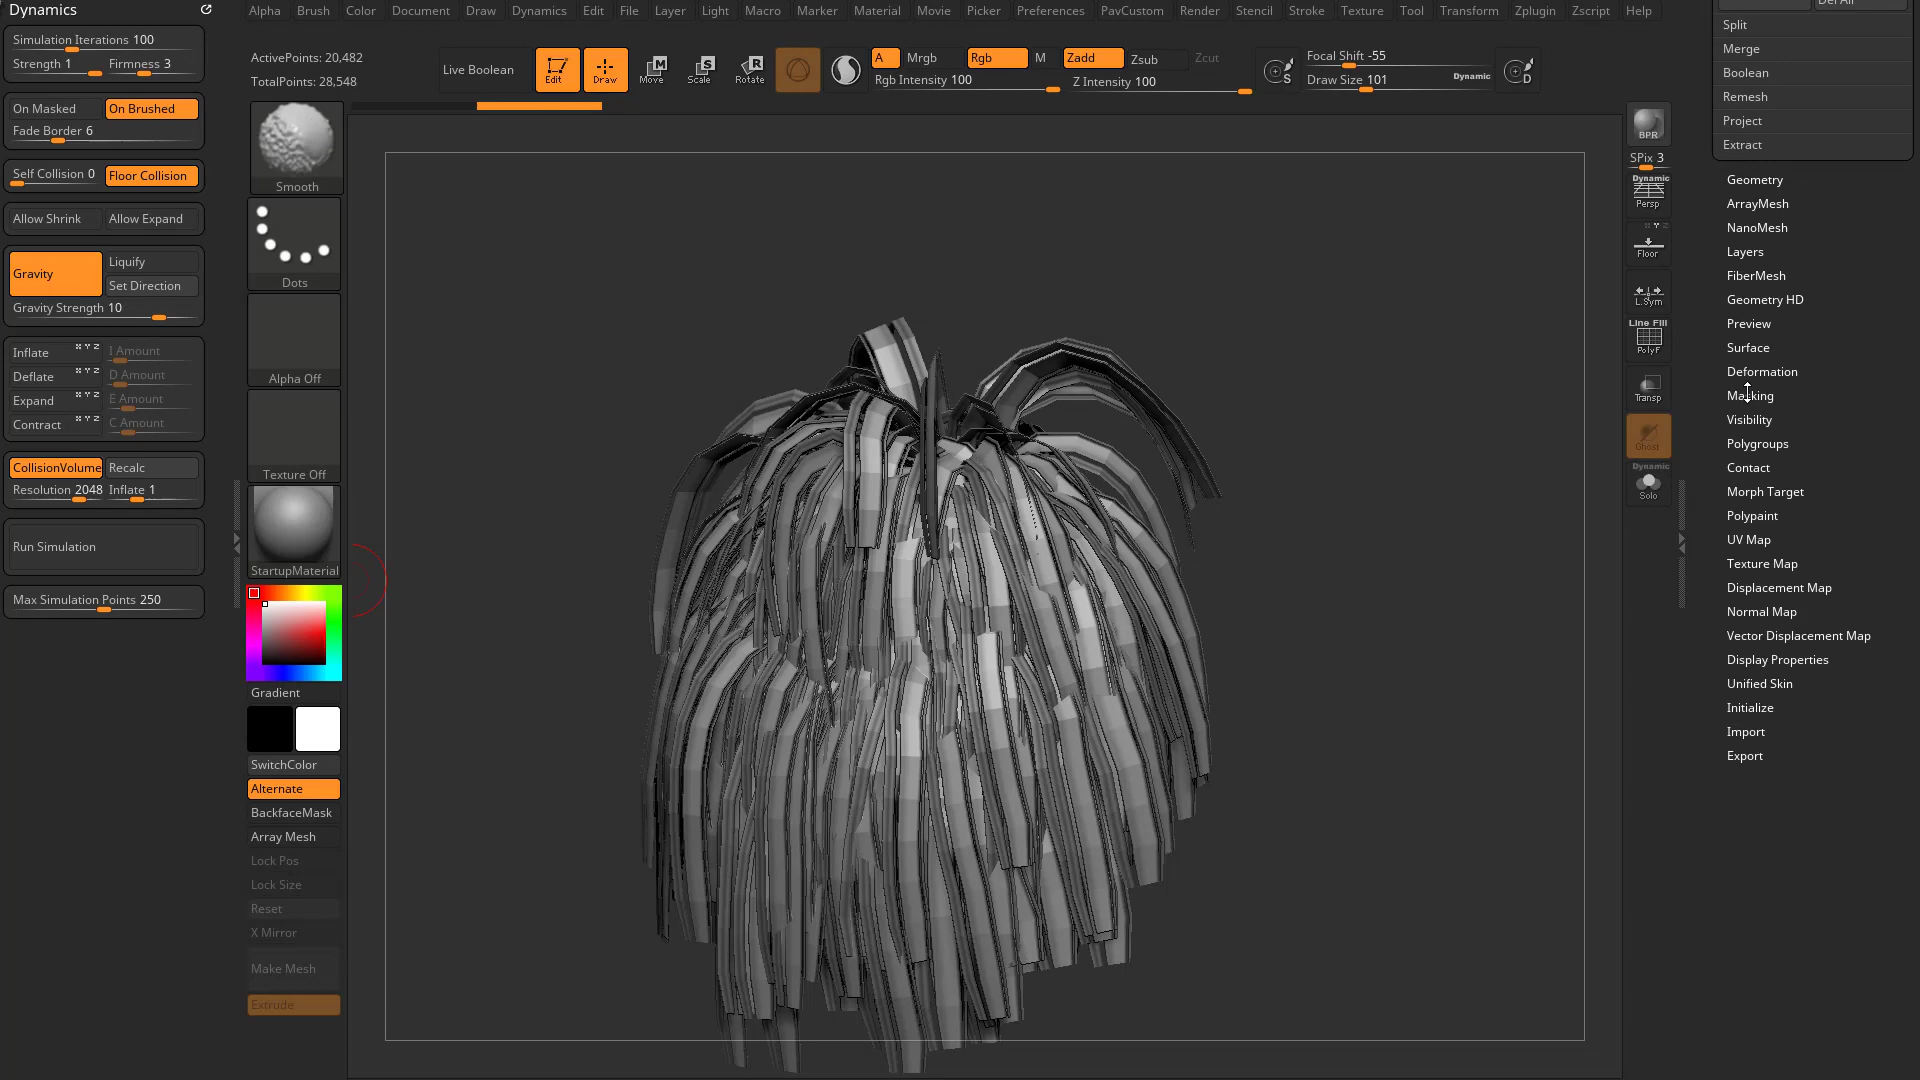 Dynamics
Alpha Brush Color Document Draw Dynamics Edit File Layer Light Macro Marker Material Movie Picker Preferences PavCustom Render Stencil Stroke Texture Tool Transform Zplugin Zscript Help
Simulation Iterations 100
Strength 1 Firmness 3
On Masked On Brushed
Fade Border 6
Self Collision 0 Floor Collision
Allow Shrink Allow Expand
Gravity
Liquify
Set Direction
Gravity Strength 10
Inflate X Y Z I Amount
Deflate X Y Z D Amount
Expand X Y Z E Amount
Contract X Y Z C Amount
CollisionVolume Recalc
Resolution 2048 Inflate 1
Run Simulation
Max Simulation Points 250
ActivePoints: 20,482
TotalPoints: 28,548
Live Boolean
Edit
Draw
Move
Scale
Rotate
A Mrgb Rgb M Zadd Zsub Zcut
Rgb Intensity 100
Z Intensity 100
S
Focal Shift -55
Draw Size 101 Dynamic
D
Smooth
Dots
Alpha Off
Texture Off
StartupMaterial
Gradient
SwitchColor
Alternate
BackfaceMask
Array Mesh
Lock Pos
Lock Size
Reset
X Mirror
Make Mesh
Extrude
BPR
SPix 3
Dynamic
Persp
Floor
L.Sym
Line Fill
PolyF
Transp
Ghost
Dynamic
Solo
Del All
Split
Merge
Boolean
Remesh
Project
Extract
Geometry
ArrayMesh
NanoMesh
Layers
FiberMesh
Geometry HD
Preview
Surface
Deformation
Masking
Visibility
Polygroups
Contact
Morph Target
Polypaint
UV Map
Texture Map
Displacement Map
Normal Map
Vector Displacement Map
Display Properties
Unified Skin
Initialize
Import
Export